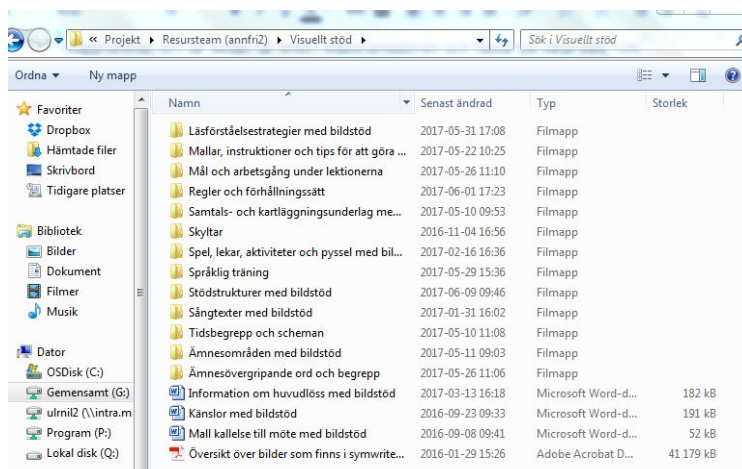 « Projekt ▸ Resursteam (annfri2) ▸ Visuellt stöd ▸ Sök i Visuellt stöd
Ordna Ny mapp
Namn Senast ändrad Typ Storlek
Favoriter
Dropbox
Hämtade filer
Skrivbord
Tidigare platser
Bibliotek
Bilder
Dokument
Filmer
Musik
Dator
OSDisk (C:)
Gemensamt (G:)
ulrnil2 (\\intra.m
Program (P:)
Lokal disk (Q:)
Läsförståelsestrategier med bildstöd 2017-05-31 17:08 Filmapp
Mallar, instruktioner och tips för att göra ... 2017-05-22 10:25 Filmapp
Mål och arbetsgång under lektionerna 2017-05-26 11:10 Filmapp
Regler och förhållningssätt 2017-06-01 17:23 Filmapp
Samtals- och kartläggningsunderlag me... 2017-05-10 09:53 Filmapp
Skyltar 2016-11-04 16:56 Filmapp
Spel, lekar, aktiviteter och pyssel med bil... 2017-02-16 16:36 Filmapp
Språklig träning 2017-05-29 15:36 Filmapp
Stödstrukturer med bildstöd 2017-06-09 09:46 Filmapp
Sångtexter med bildstöd 2017-01-31 16:02 Filmapp
Tidsbegrepp och scheman 2017-05-10 11:08 Filmapp
Ämnesområden med bildstöd 2017-05-11 09:03 Filmapp
Ämnesövergripande ord och begrepp 2017-05-26 11:06 Filmapp
Information om huvudlöss med bildstöd 2017-03-13 16:18 Microsoft Word-d... 182 kB
Känslor med bildstöd 2016-09-23 09:33 Microsoft Word-d... 191 kB
Mall kallelse till möte med bildstöd 2016-09-08 09:41 Microsoft Word-d... 52 kB
Översikt över bilder som finns i symwrite... 2016-01-29 15:26 Adobe Acrobat D... 41 179 kB